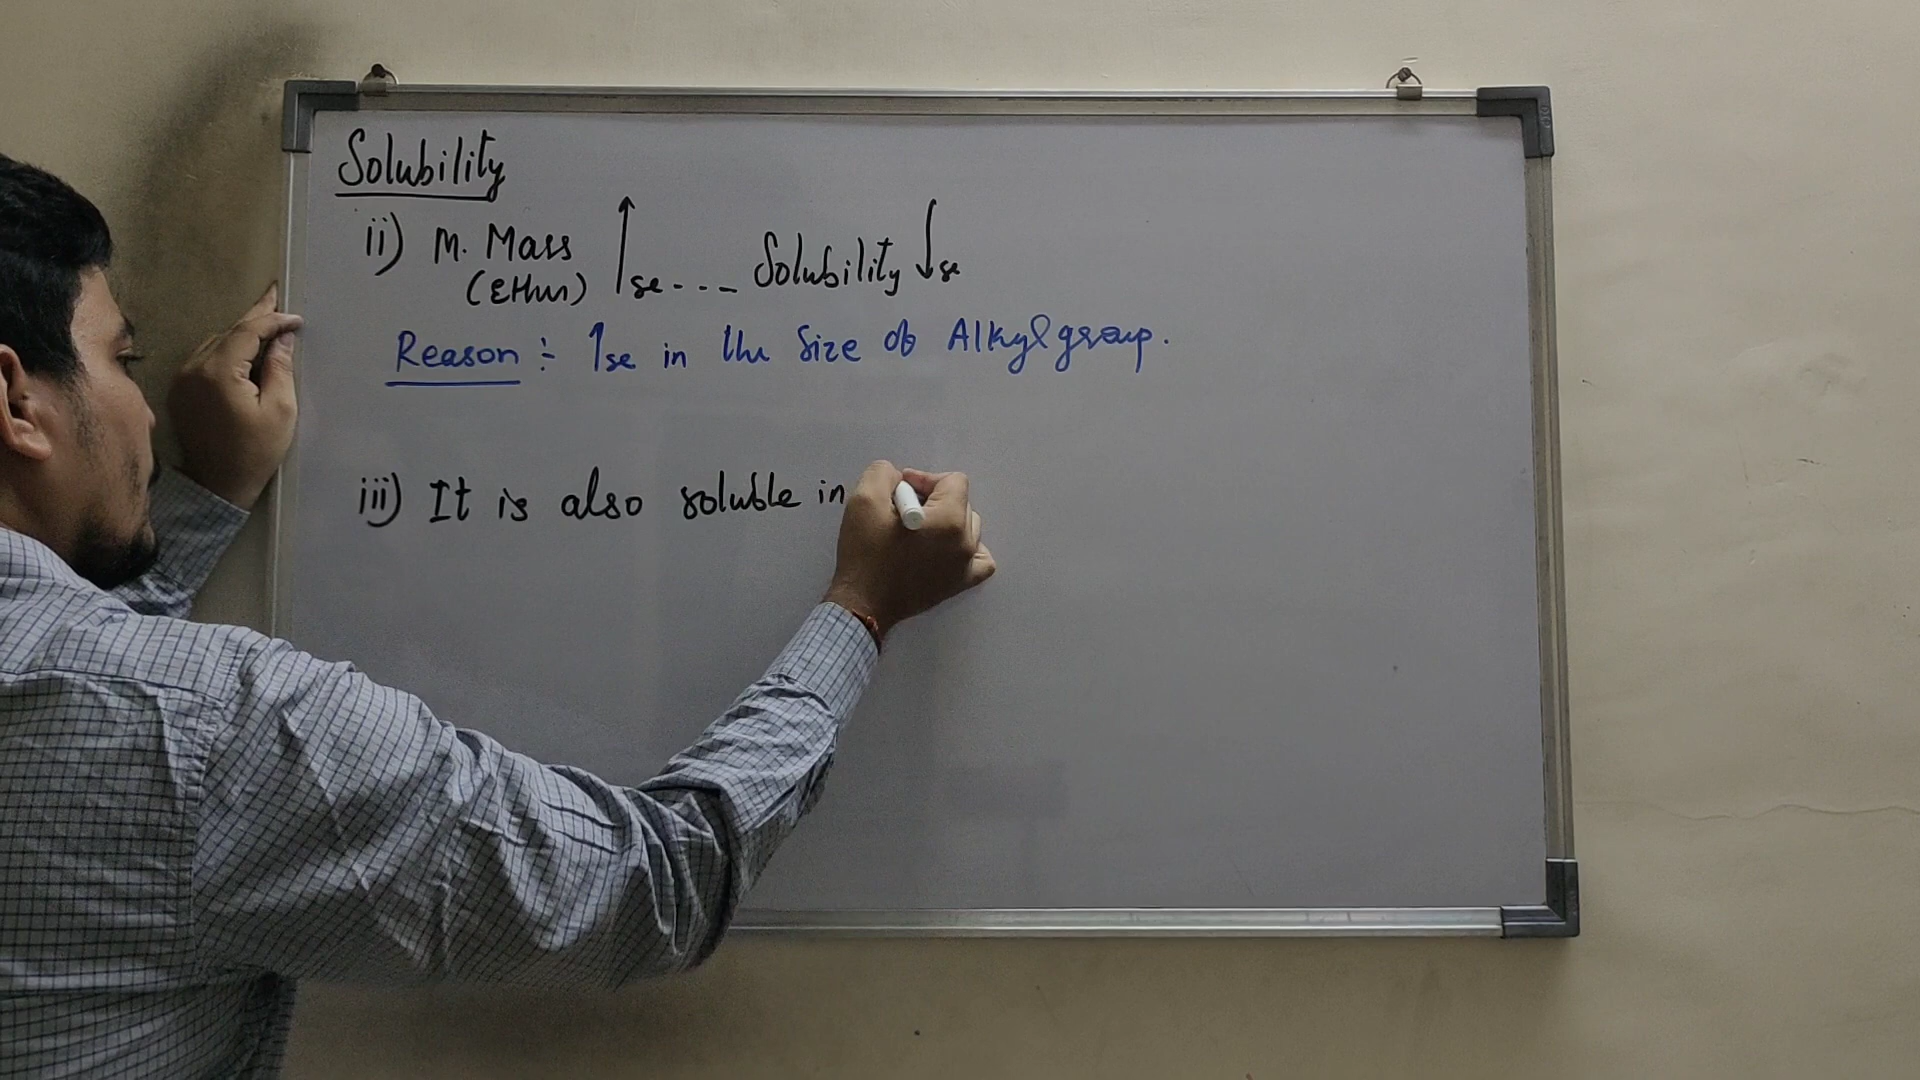 Solubility
ii) M. Mass ↑se... Solubility ↓se
(Ether)
Reason :- ↑se in the Size of Alkyl group.
iii) It is also soluble in